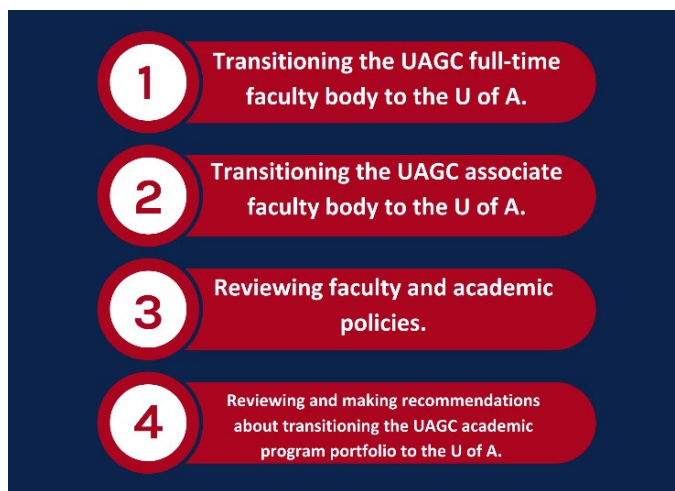 1
Transitioning the UAGC full-time
faculty body to the U of A.
2
Transitioning the UAGC associate
faculty body to the U of A.
3
Reviewing faculty and academic
policies.
4
Reviewing and making recommendations
about transitioning the UAGC academic
program portfolio to the U of A.